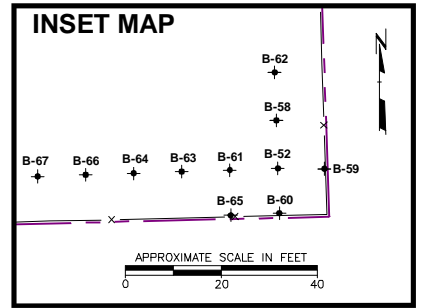 INSET MAP
N
B-62
B-58
B-67 B-66 B-64 B-63 B-61 B-52 B-59
B-65 B-60
APPROXIMATE SCALE IN FEET
0 20 40